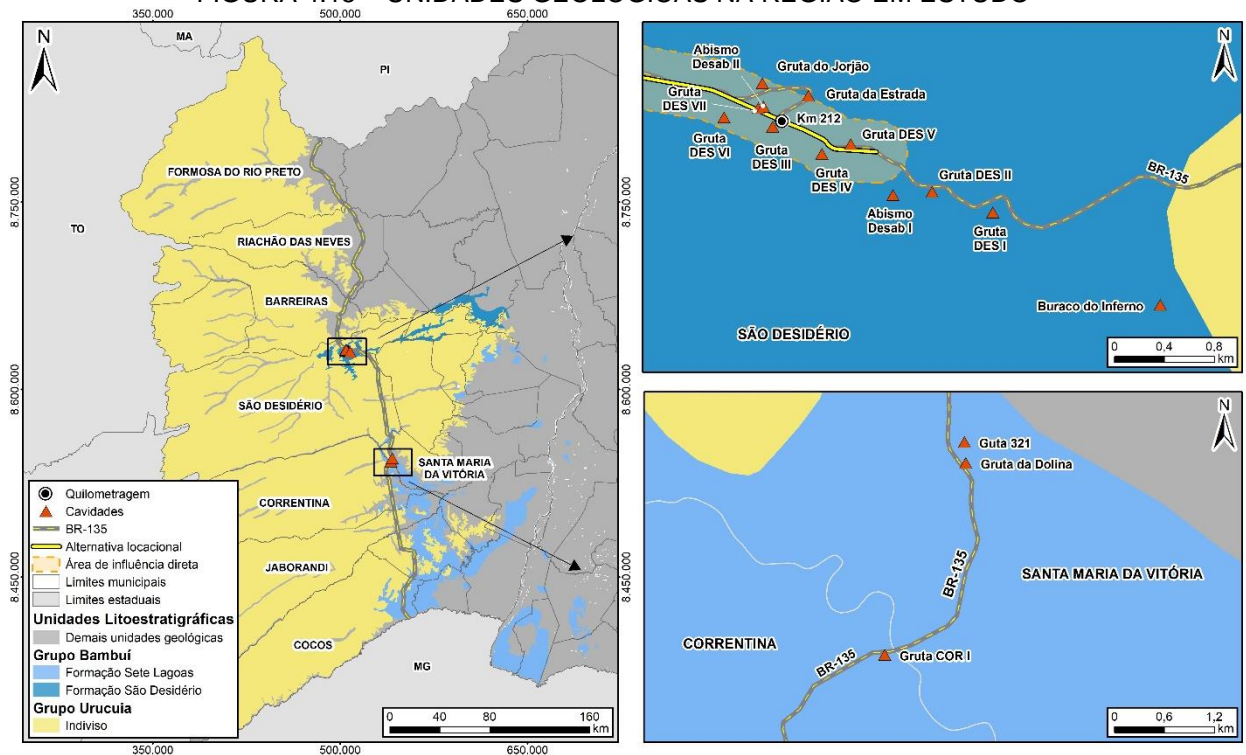 FIGURA 4.16 – UNIDADES GEOLÓGICAS NA REGIÃO EM ESTUDO
350.000
500.000
650.000
N
MA
PI
TO
8.750.000
8.750.000
FORMOSA DO RIO PRETO
RIACHÃO DAS NEVES
BARREIRAS
8.600.000
8.600.000
SÃO DESIDÉRIO
SANTA MARIA
DA VITÓRIA
CORRENTINA
8.450.000
8.450.000
JABORANDI
COCOS
MG
Quilometragem
Cavidades
BR-135
Alternativa locacional
Área de influência direta
Limites municipais
Limites estaduais
Unidades Litoestratigráficas
Demais unidades geológicas
Grupo Bambuí
Formação Sete Lagoas
Formação São Desidério
Grupo Urucuia
Indiviso
0 40 80 160
km
350.000
500.000
650.000
N
Abismo
Desab II
Gruta do Jorjão
Gruta
DES VII
Gruta da Estrada
Km 212
Gruta
DES VI
Gruta
DES III
Gruta DES V
Gruta
DES IV
Gruta DES II
BR-135
Abismo
Desab I
Gruta
DES I
Buraco do Inferno
SÃO DESIDÉRIO
0 0,4 0,8
km
N
Guta 321
Gruta da Dolina
BR-135
SANTA MARIA DA VITÓRIA
CORRENTINA
Gruta COR I
BR-135
0 0,6 1,2
km